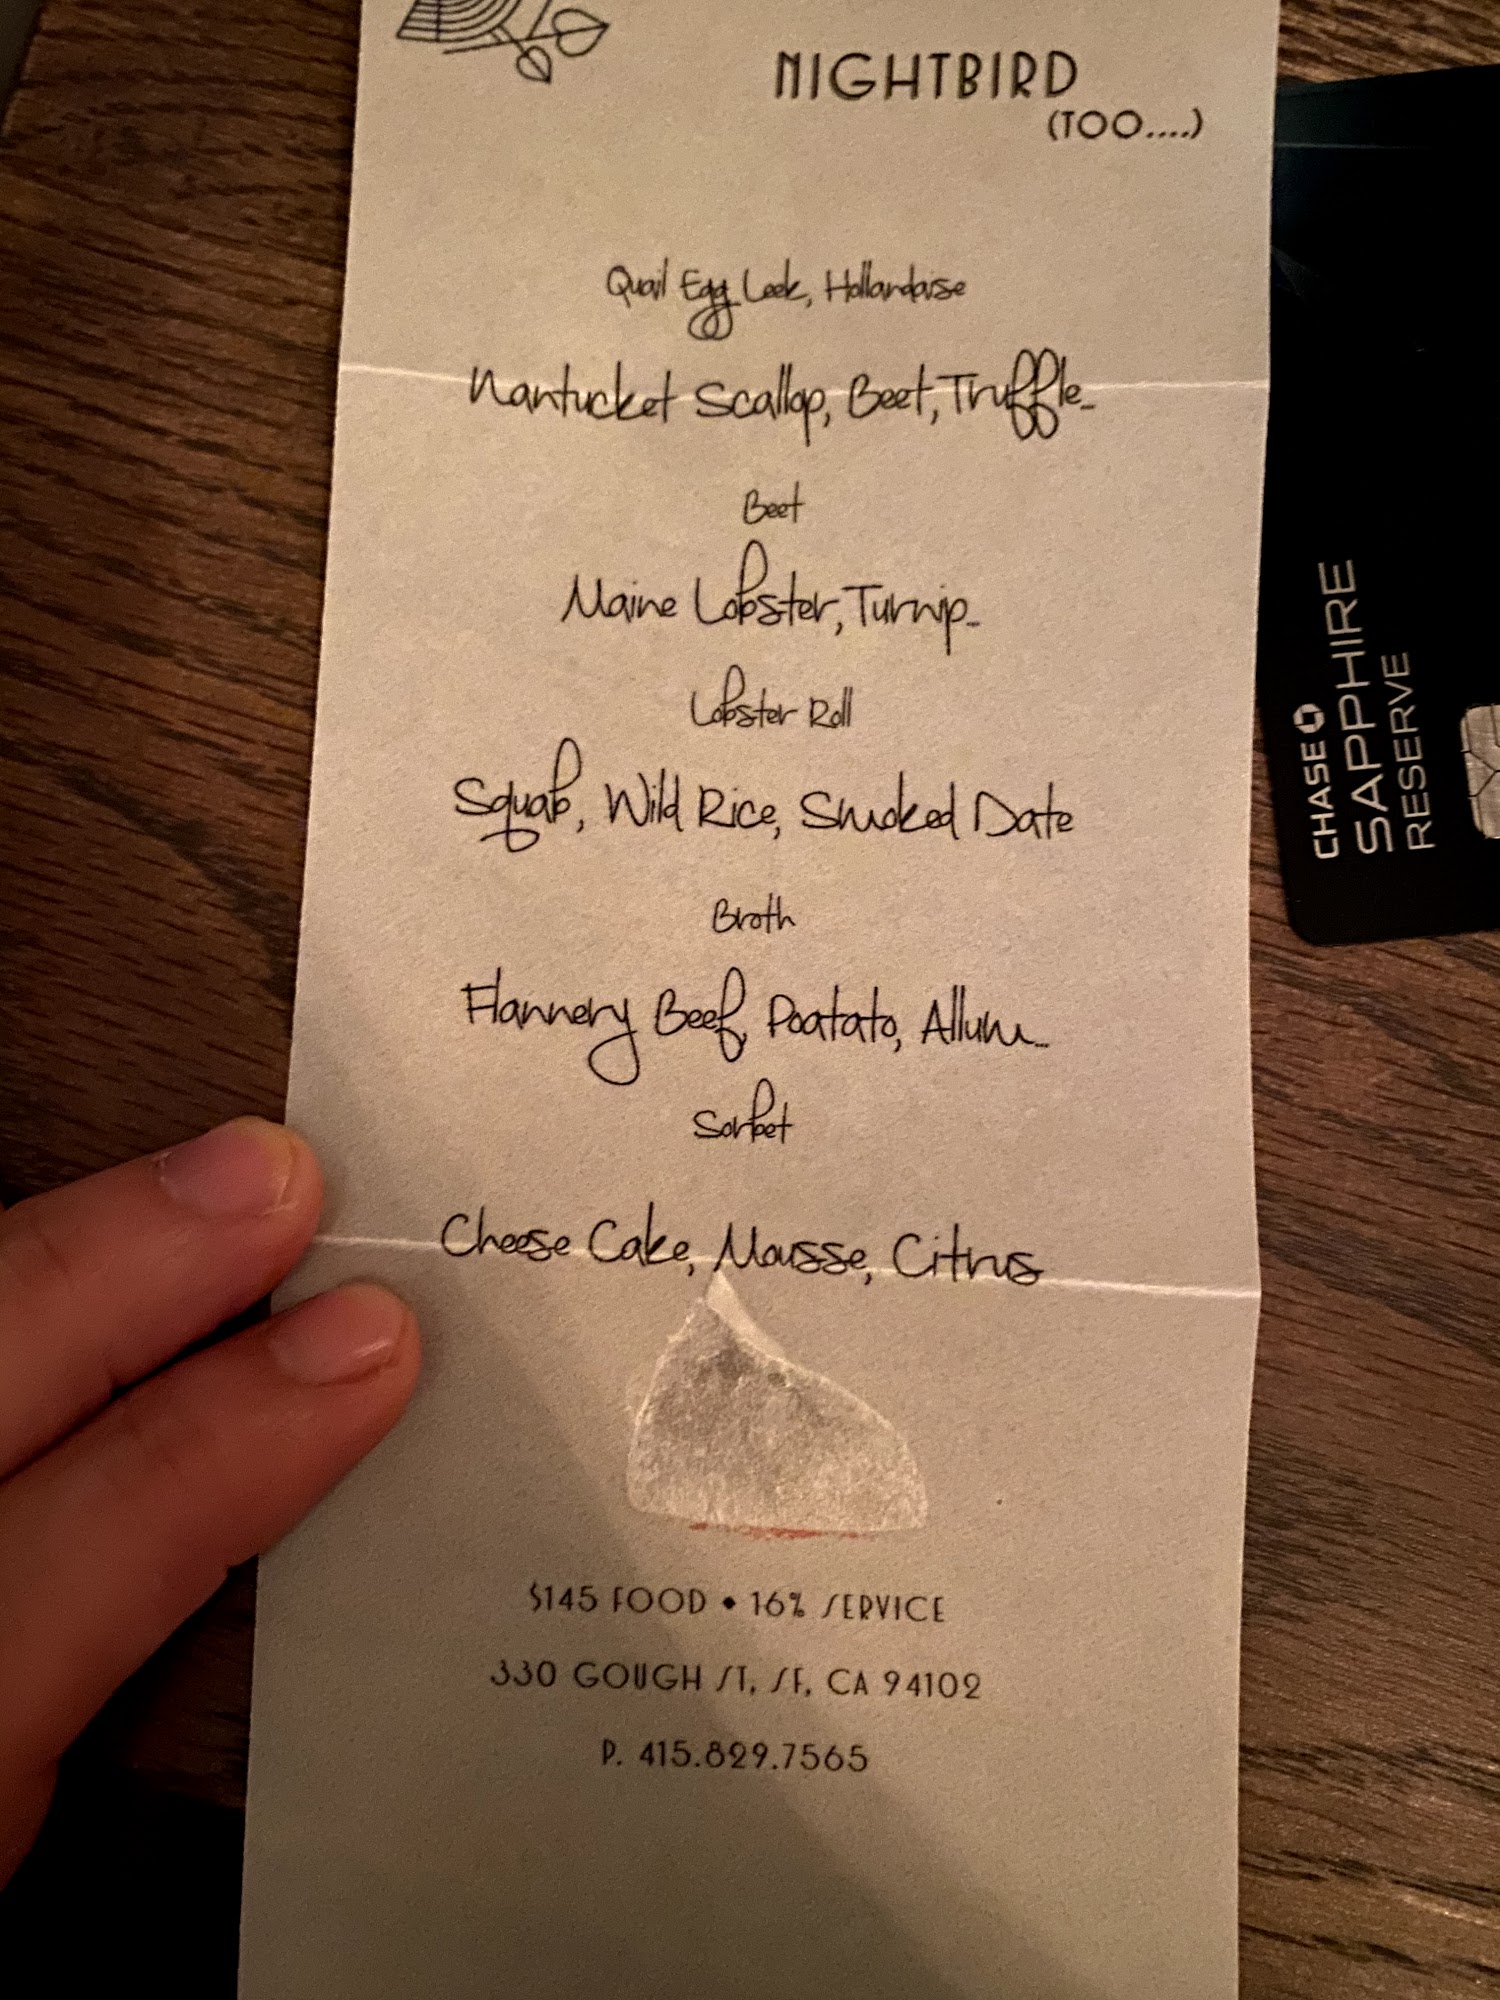 NIGHTBIRD
(TOO....)
Quail Egg Leek, Hollandaise
Nantucket Scallop, Beet, Truffle...
Beet
Maine Lobster, Turnip...
Lobster Roll
Squab, Wild Rice, Smoked Date
Broth
Flannery Beef, Poatato, Allium...
Sorbet
Cheese Cake, Mousse, Citrus
$145 FOOD • 16% SERVICE
330 GOUGH ST, SF, CA 94102
P. 415.829.7565
CHASE
SAPPHIRE
RESERVE